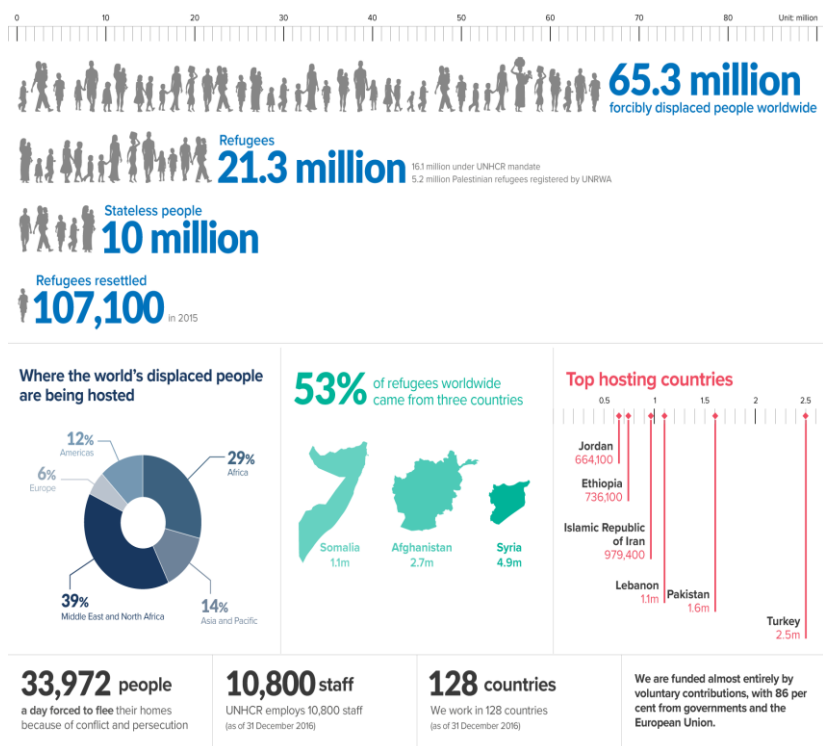 0 10 20 30 40 50 60 70 80 Unit: million
65.3 million
forcibly displaced people worldwide
Refugees
21.3 million
16.1 million under UNHCR mandate
5.2 million Palestinian refugees registered by UNRWA
Stateless people
10 million
Refugees resettled
107,100 in 2015
Where the world's displaced people
are being hosted
12%
Americas
29%
Africa
6%
Europe
39%
Middle East and North Africa
14%
Asia and Pacific
53% of refugees worldwide
came from three countries
Somalia
1.1m
Afghanistan
2.7m
Syria
4.9m
Top hosting countries
0.5 1 1.5 2 2.5
Jordan
664,100
Ethiopia
736,100
Islamic Republic
of Iran
979,400
Lebanon
1.1m
Pakistan
1.6m
Turkey
2.5m
33,972 people
a day forced to flee their homes
because of conflict and persecution
10,800 staff
UNHCR employs 10,800 staff
(as of 31 December 2016)
128 countries
We work in 128 countries
(as of 31 December 2016)
We are funded almost entirely by
voluntary contributions, with 86 per
cent from governments and the
European Union.